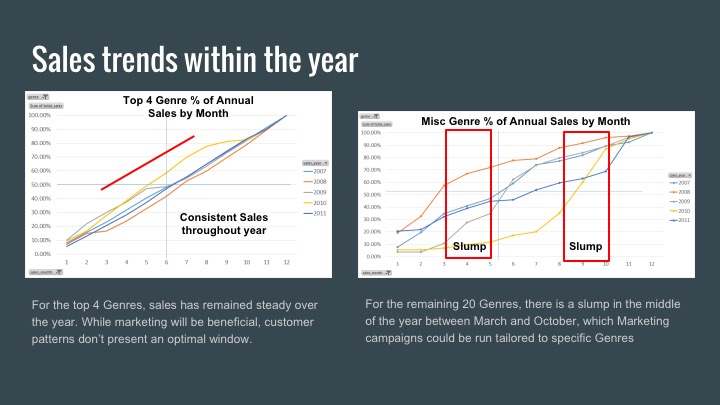 Sales trends within the year
genre
Sum of total_sales
Top 4 Genre % of Annual
Sales by Month
100.00%
90.00%
80.00%
70.00%
60.00%
50.00%
40.00%
30.00%
20.00%
10.00%
0.00%
Consistent Sales
throughout year
1 2 3 4 5 6 7 8 9 10 11 12
sales_year
2007
2008
2009
2010
2011
sales_month
genre
Sum of total_sales
Misc Genre % of Annual Sales by Month
100.00%
90.00%
80.00%
70.00%
60.00%
50.00%
40.00%
30.00%
20.00%
10.00%
0.00%
Slump
Slump
1 2 3 4 5 6 7 8 9 10 11 12
sales_year
2007
2008
2009
2010
2011
sales_month
For the top 4 Genres, sales has remained steady over
the year. While marketing will be beneficial, customer
patterns don’t present an optimal window.
For the remaining 20 Genres, there is a slump in the middle
of the year between March and October, which Marketing
campaigns could be run tailored to specific Genres